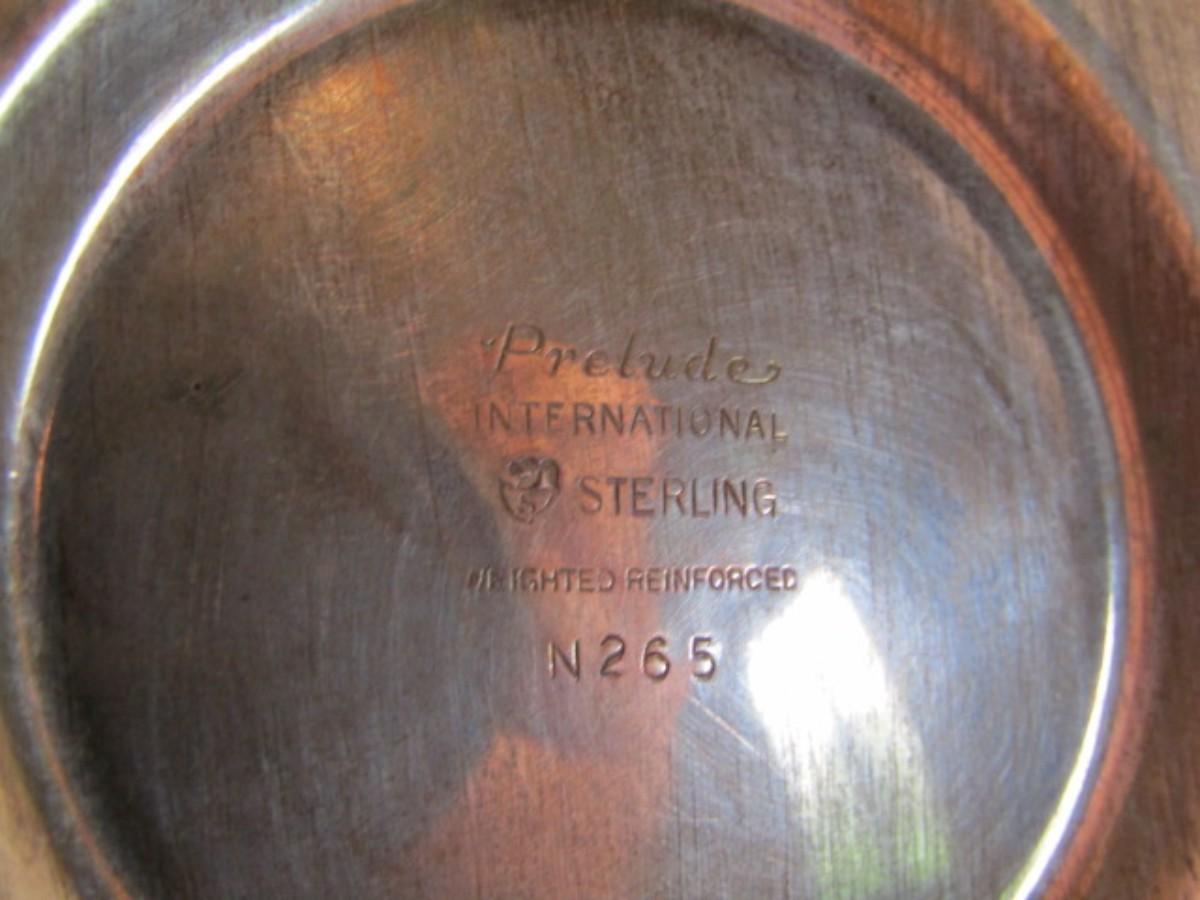 Prelude
INTERNATIONAL
STERLING
WEIGHTED REINFORCED
N265